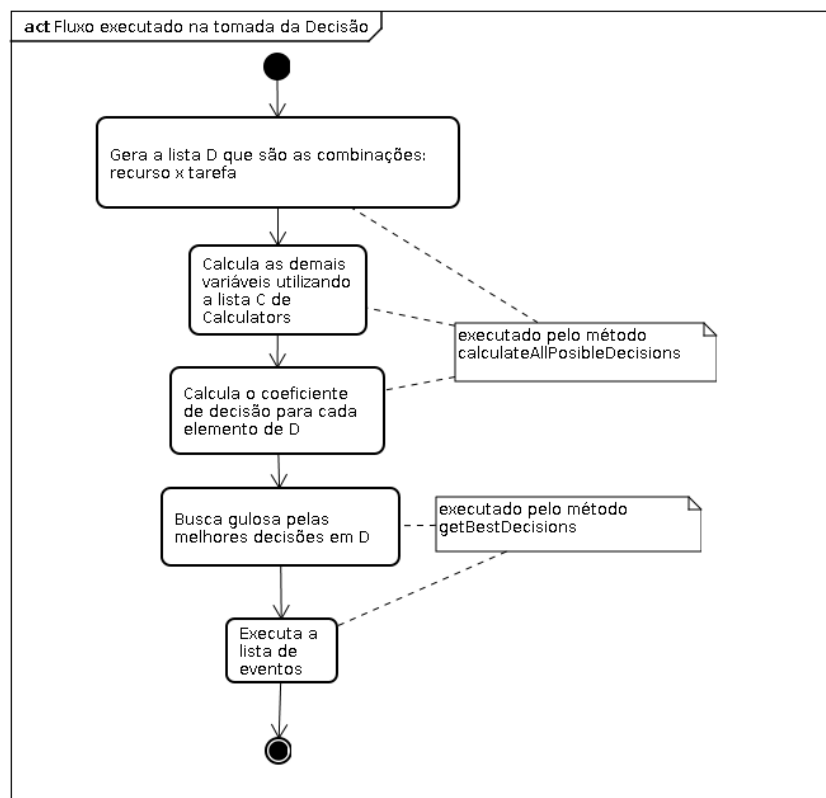 act Fluxo executado na tomada da Decisão
Gera a lista D que são as combinações:
recurso x tarefa
Calcula as demais
variáveis utilizando
a lista C de
Calculators
executado pelo método
calculateAllPosibleDecisions
Calcula o coeficiente
de decisão para cada
elemento de D
Busca gulosa pelas
melhores decisões em D
executado pelo método
getBestDecisions
Executa a
lista de
eventos